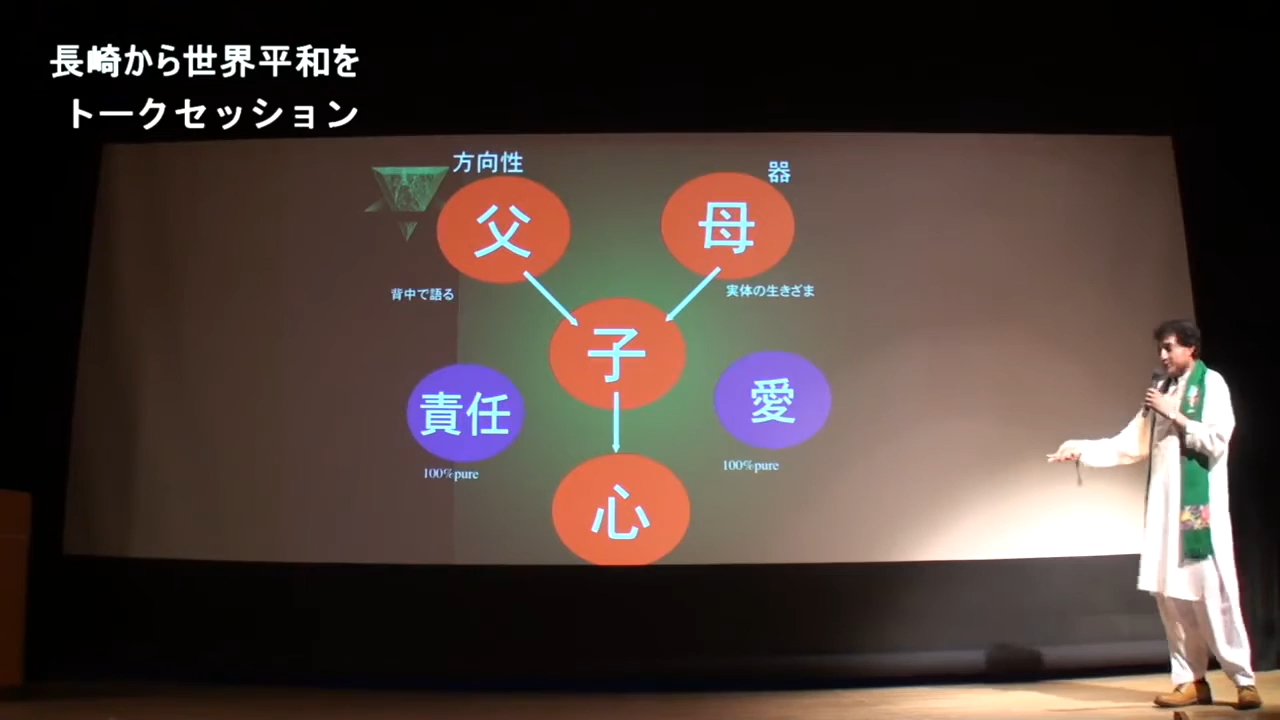 長崎から世界平和を
トークセッション
方向性
器
父
母
背中で語る
実体の生きざま
子
責任
愛
100%pure
100%pure
心